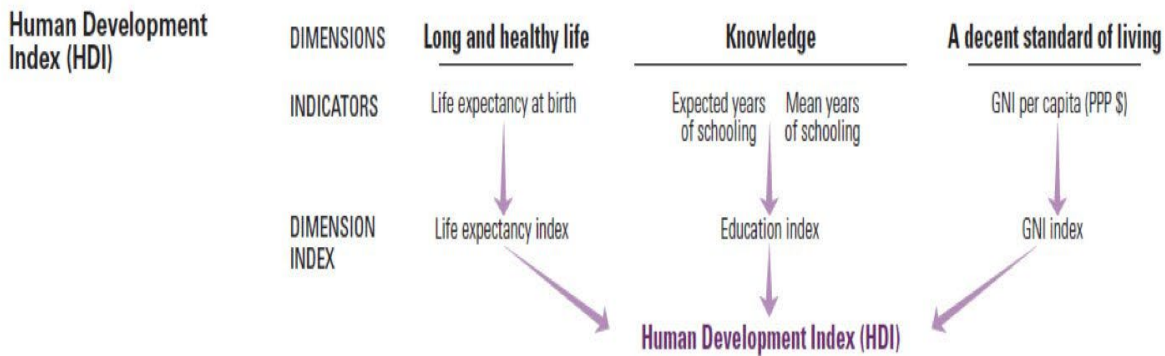 Human Development
Index (HDI)
DIMENSIONS
Long and healthy life
Knowledge
A decent standard of living
INDICATORS
Life expectancy at birth
Expected years
of schooling
Mean years
of schooling
GNI per capita (PPP $)
DIMENSION
INDEX
Life expectancy index
Education index
GNI index
Human Development Index (HDI)